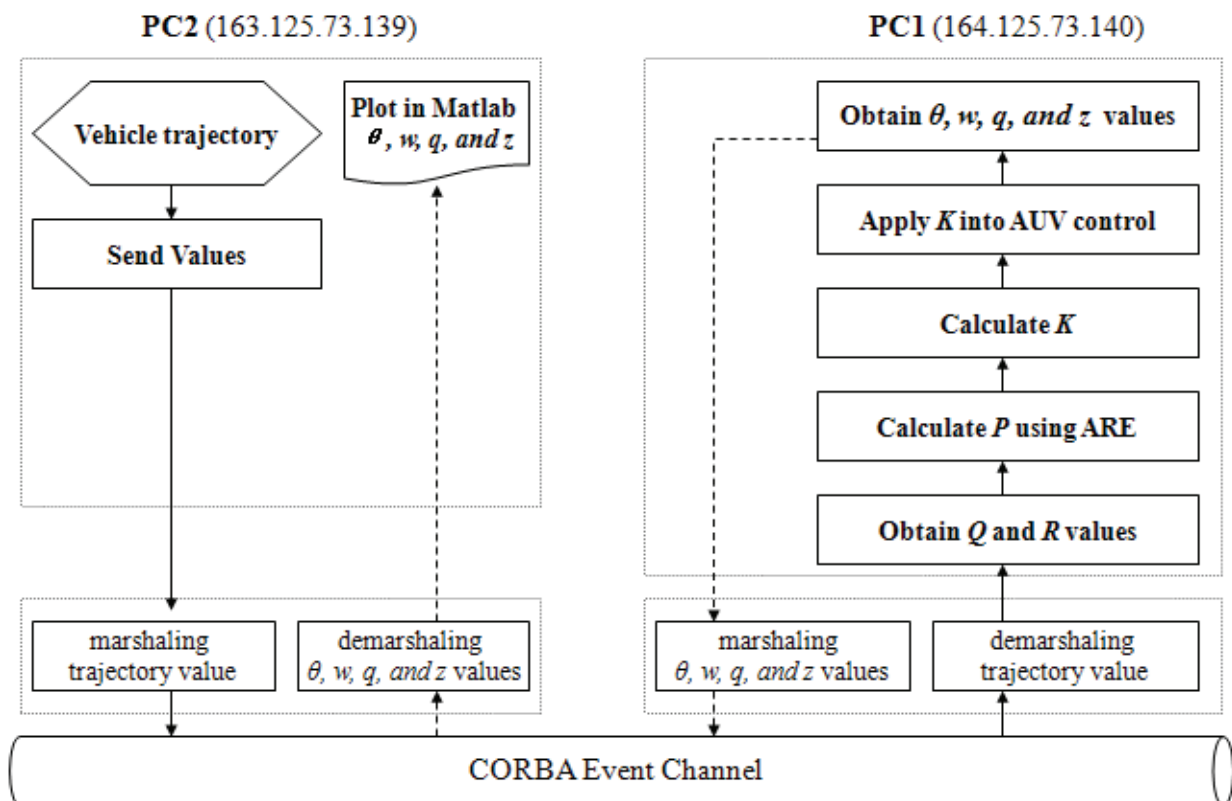 PC2 (163.125.73.139)
Vehicle trajectory
Send Values
Plot in Matlab
θ, w, q, and z
marshaling
trajectory value
demarshaling
θ, w, q, and z values
PC1 (164.125.73.140)
Obtain θ, w, q, and z values
Apply K into AUV control
Calculate K
Calculate P using ARE
Obtain Q and R values
marshaling
θ, w, q, and z values
demarshaling
trajectory value
CORBA Event Channel